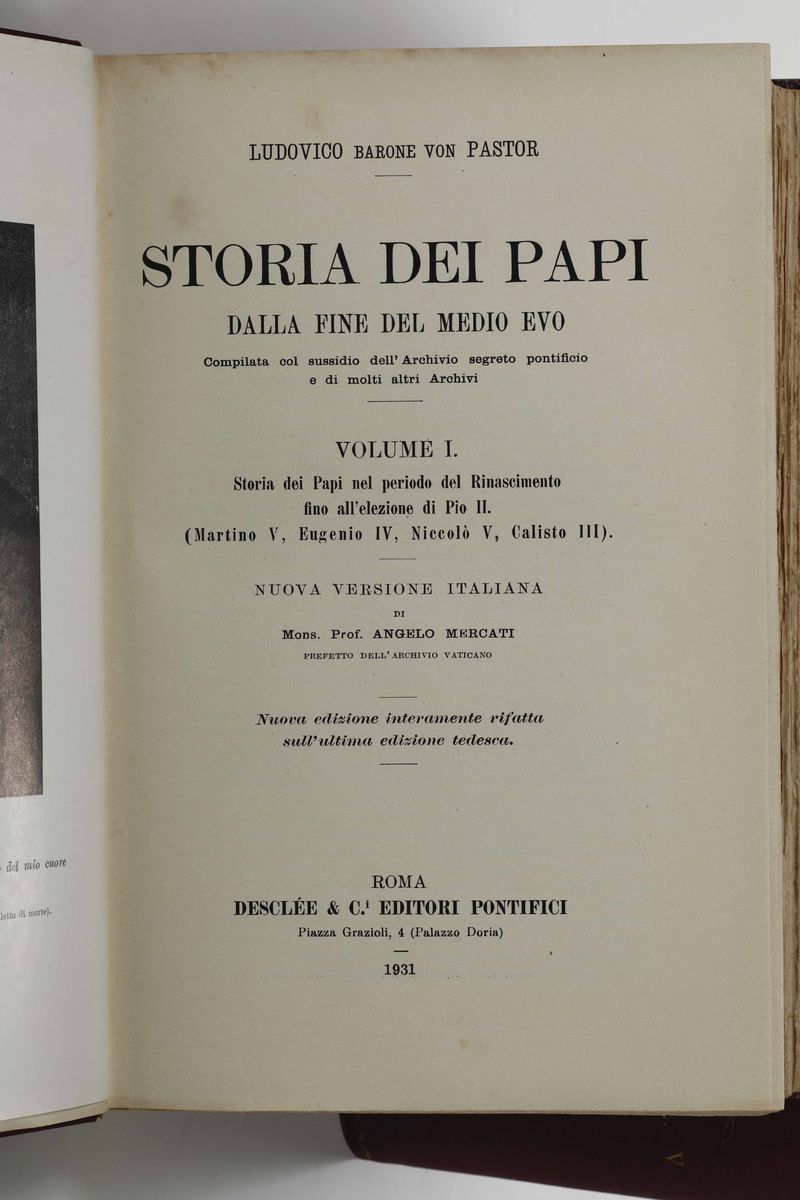 LUDOVICO BARONE VON PASTOR
STORIA DEI PAPI
DALLA FINE DEL MEDIO EVO
Compilata col sussidio dell' Archivio segreto pontificio
e di molti altri Archivi
VOLUME I.
Storia dei Papi nel periodo del Rinascimento
fino all'elezione di Pio II.
(Martino V, Eugenio IV, Niccolò V, Calisto III).
NUOVA VERSIONE ITALIANA
DI
Mons. Prof. ANGELO MERCATI
PREFETTO DELL' ARCHIVIO VATICANO
Nuova edizione interamente rifatta
sull' ultima edizione tedesca.
ROMA
DESCLÉE & C.i EDITORI PONTIFICI
Piazza Grazioli, 4 (Palazzo Doria)
1931
del mio cuore
letto di morte).